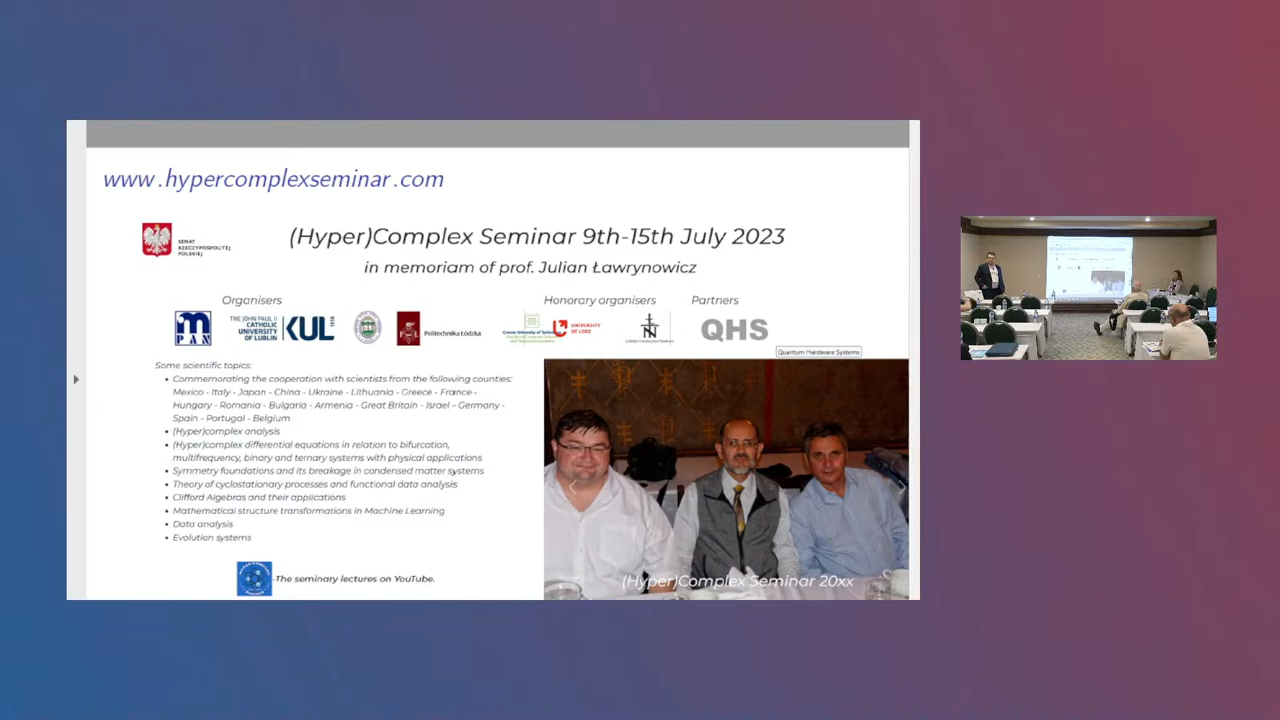 www.hypercomplexseminar.com
SENAT
RZECZYPOSPOLITEJ
POLSKIEJ
(Hyper)Complex Seminar 9th-15th July 2023
in memoriam of prof. Julian Ławrynowicz
Organisers
Honorary organisers
Partners
PAN
THE JOHN PAUL II
CATHOLIC
UNIVERSITY
OF LUBLIN
KUL
1918
Politechnika Łódzka
UNIVERSITY
OF LODZ
QHS
Quantum Hardware Systems
Some scientific topics:
• Commemorating the cooperation with scientists from the following counties:
Mexico - Italy - Japan - China - Ukraine - Lithuania - Greece - France -
Hungary - Romania - Bulgaria - Armenia - Great Britain - Israel - Germany -
Spain - Portugal - Belgium
• (Hyper)complex analysis
• (Hyper)complex differential equations in relation to bifurcation,
multifrequency, binary and ternary systems with physical applications
• Symmetry foundations and its breakage in condensed matter systems
• Theory of cyclostationary processes and functional data analysis
• Clifford Algebras and their applications
• Mathematical structure transformations in Machine Learning
• Data analysis
• Evolution systems
-The seminary lectures on YouTube.
(Hyper)Complex Seminar 20xx